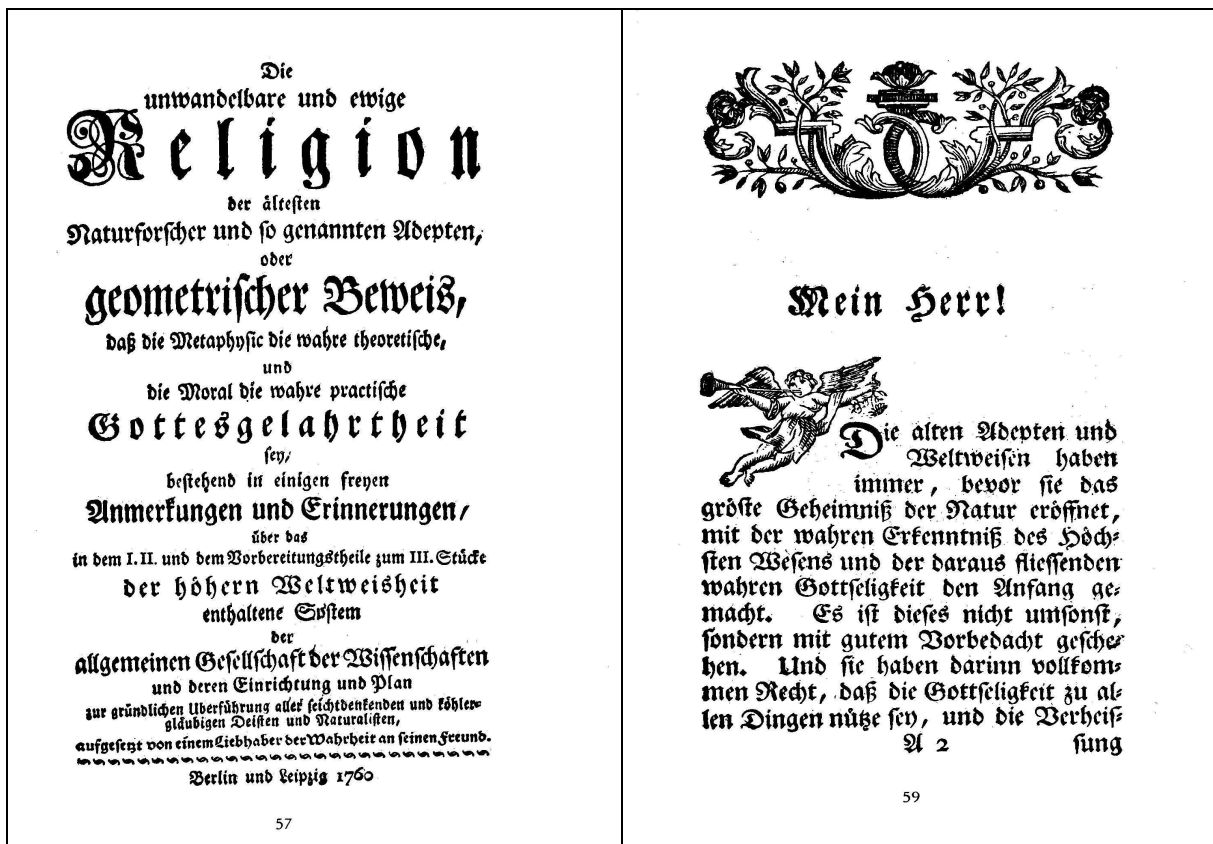 Die
unwandelbare und ewige
Religion
der ältesten
Naturforscher und so genannten Adepten,
oder
geometrischer Beweis,
daß die Metaphysic die wahre theoretische,
und
die Moral die wahre practische
Gottesgelahrtheit
sey,
bestehend in einigen freyen
Anmerkungen und Erinnerungen,
über das
in dem I. II. und dem Vorbereitungstheile zum III. Stücke
der höhern Weltweisheit
enthaltene System
der
allgemeinen Gesellschaft der Wissenschaften
und deren Einrichtung und Plan
zur gründlichen Uberführung aller seichtdenkenden und köhler-
gläubigen Deisten und Naturalisten,
aufgesetzt von einem Liebhaber der Wahrheit an seinen Freund.
Berlin und Leipzig 1760
57
Mein Herr!
Die alten Adepten und
Weltweisen haben
immer, bevor sie das
gröste Geheimniß der Natur eröffnet,
mit der wahren Erkenntniß des Höch-
sten Wesens und der daraus fliessenden
wahren Gottseligkeit den Anfang ge-
macht. Es ist dieses nicht umsonst,
sondern mit gutem Vorbedacht gesche-
hen. Und sie haben darinn vollkom-
men Recht, daß die Gottseligkeit zu al-
len Dingen nütze sey, und die Verheis-
A 2 sung
59